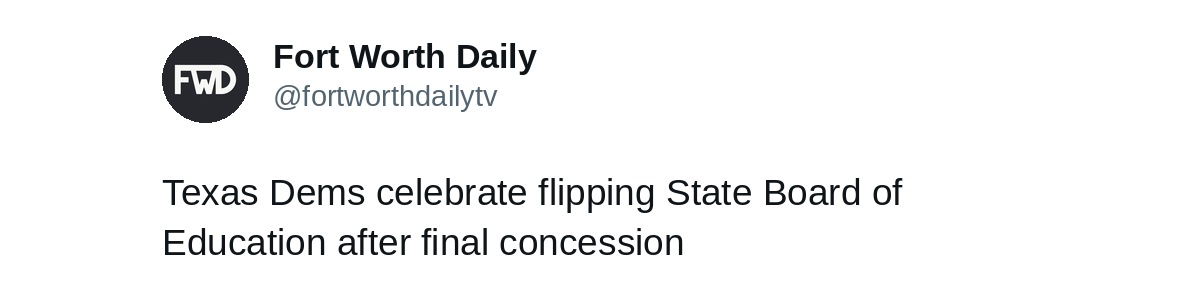 FWD
Fort Worth Daily
@fortworthdailytv
Texas Dems celebrate flipping State Board of
Education after final concession